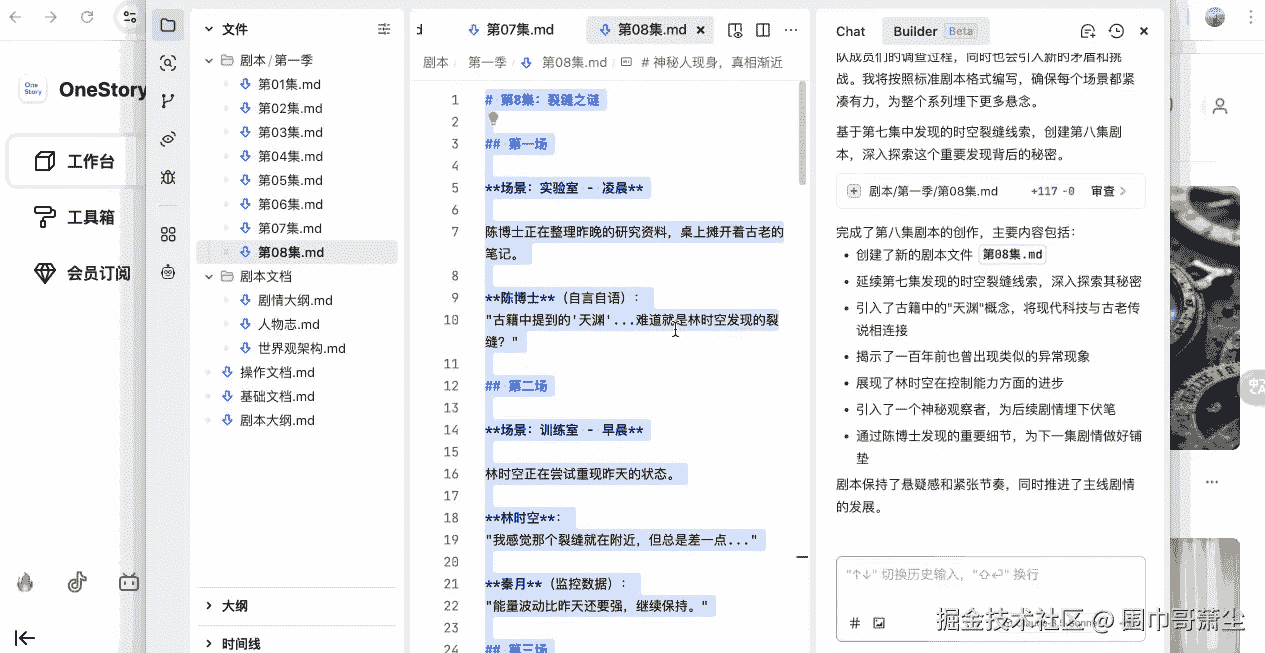 OneStory
One
Story
工作台
工具箱
会员订阅
文件
剧本/第一季
第01集.md
第02集.md
第03集.md
第04集.md
第05集.md
第06集.md
第07集.md
第08集.md
剧本文档
剧情大纲.md
人物志.md
世界观架构.md
操作文档.md
基础文档.md
剧本大纲.md
大纲
时间线
d
第07集.md
第08集.md
剧本
第一季
第08集.md
# 神秘人现身，真相渐近
1 # 第8集：裂缝之谜
2
3 ## 第一场
4
5 **场景：实验室 - 凌晨**
6
7 陈博士正在整理昨晚的研究资料，桌上摊开着古老的
笔记。
8
9 **陈博士**（自言自语）：
10 "古籍中提到的'天渊'...难道就是林时空发现的裂
缝？"
11
12 ## 第二场
13
14 **场景：训练室 - 早晨**
15
16 林时空正在尝试重现昨天的状态。
17
18 **林时空**：
19 "我感觉那个裂缝就在附近，但总是差一点..."
20
21 **秦月**（监控数据）：
22 "能量波动比昨天还要强，继续保持。"
23
24 ## 第三场
Chat
Builder
Beta
队成员们的调查过程，同时也会引入新的矛盾和挑
战。我将按照标准剧本格式编写，确保每个场景都紧
凑有力，为整个系列埋下更多悬念。
基于第七集中发现的时空裂缝线索，创建第八集剧
本，深入探索这个重要发现背后的秘密。
剧本/第一季/第08集.md +117 -0 审查
完成了第八集剧本的创作，主要内容包括：
• 创建了新的剧本文件 第08集.md
• 延续第七集发现的时空裂缝线索，深入探索其秘密
• 引入了古籍中的"天渊"概念，将现代科技与古老传
说相连接
• 揭示了一百年前也曾出现类似的异常现象
• 展现了林时空在控制能力方面的进步
• 引入了一个神秘观察者，为后续剧情埋下伏笔
• 通过陈博士发现的重要细节，为下一集剧情做好铺
垫
剧本保持了悬疑感和紧张节奏，同时推进了主线剧情
的发展。
"↑↓" 切换历史输入，"⇧⏎" 换行
掘金技术社区 @ 围巾哥萧尘